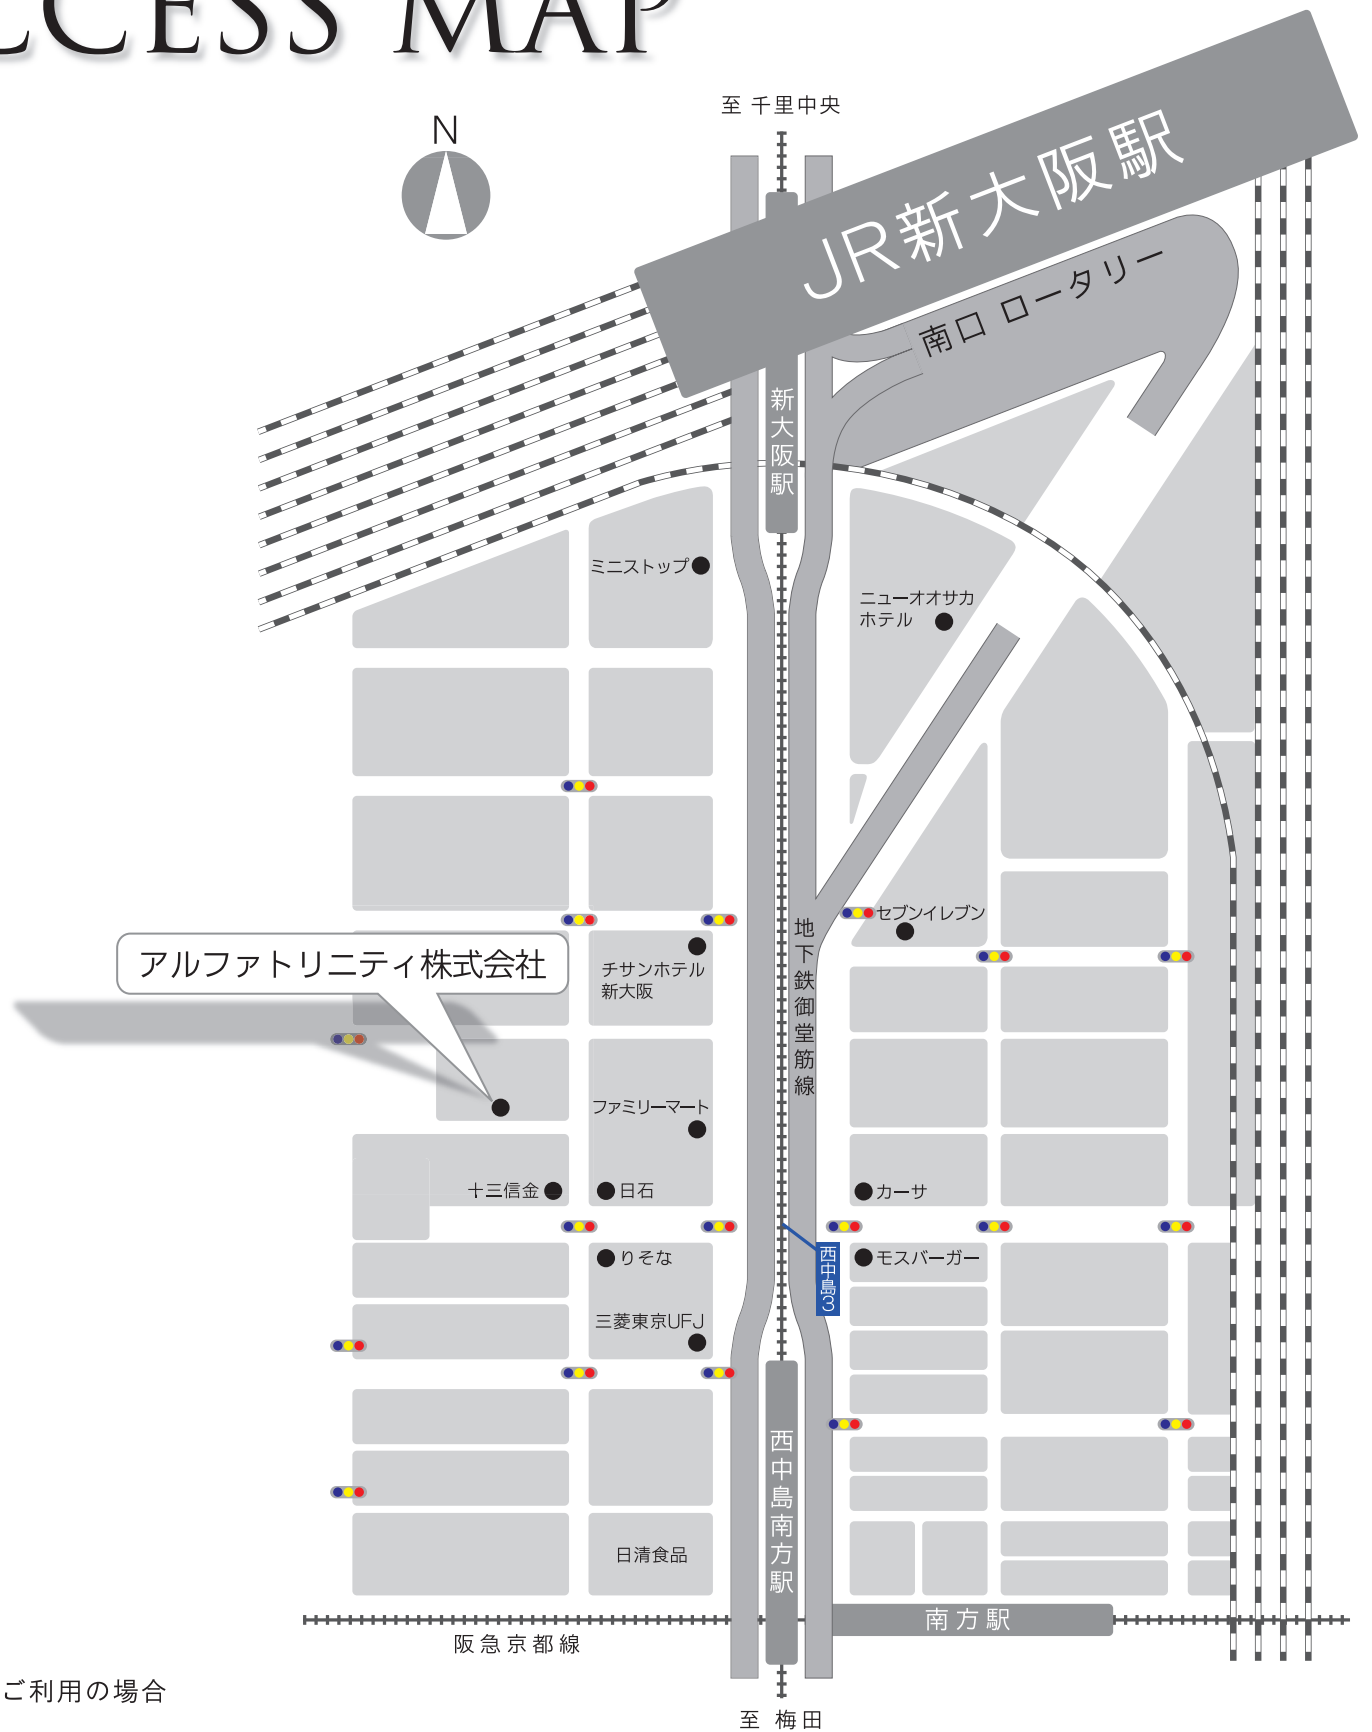 CCESS MAP
N
至 千里中央
JR新大阪駅
南口 ロータリー
新大阪駅
ミニストップ
ニューオオサカ
ホテル
セブンイレブン
地下鉄御堂筋線
アルファトリニティ株式会社
チサンホテル
新大阪
ファミリーマート
十三信金
日石
カーサ
りそな
モスバーガー
西中島3
三菱東京UFJ
西中島南方駅
日清食品
南方駅
阪急京都線
ご利用の場合
至 梅田